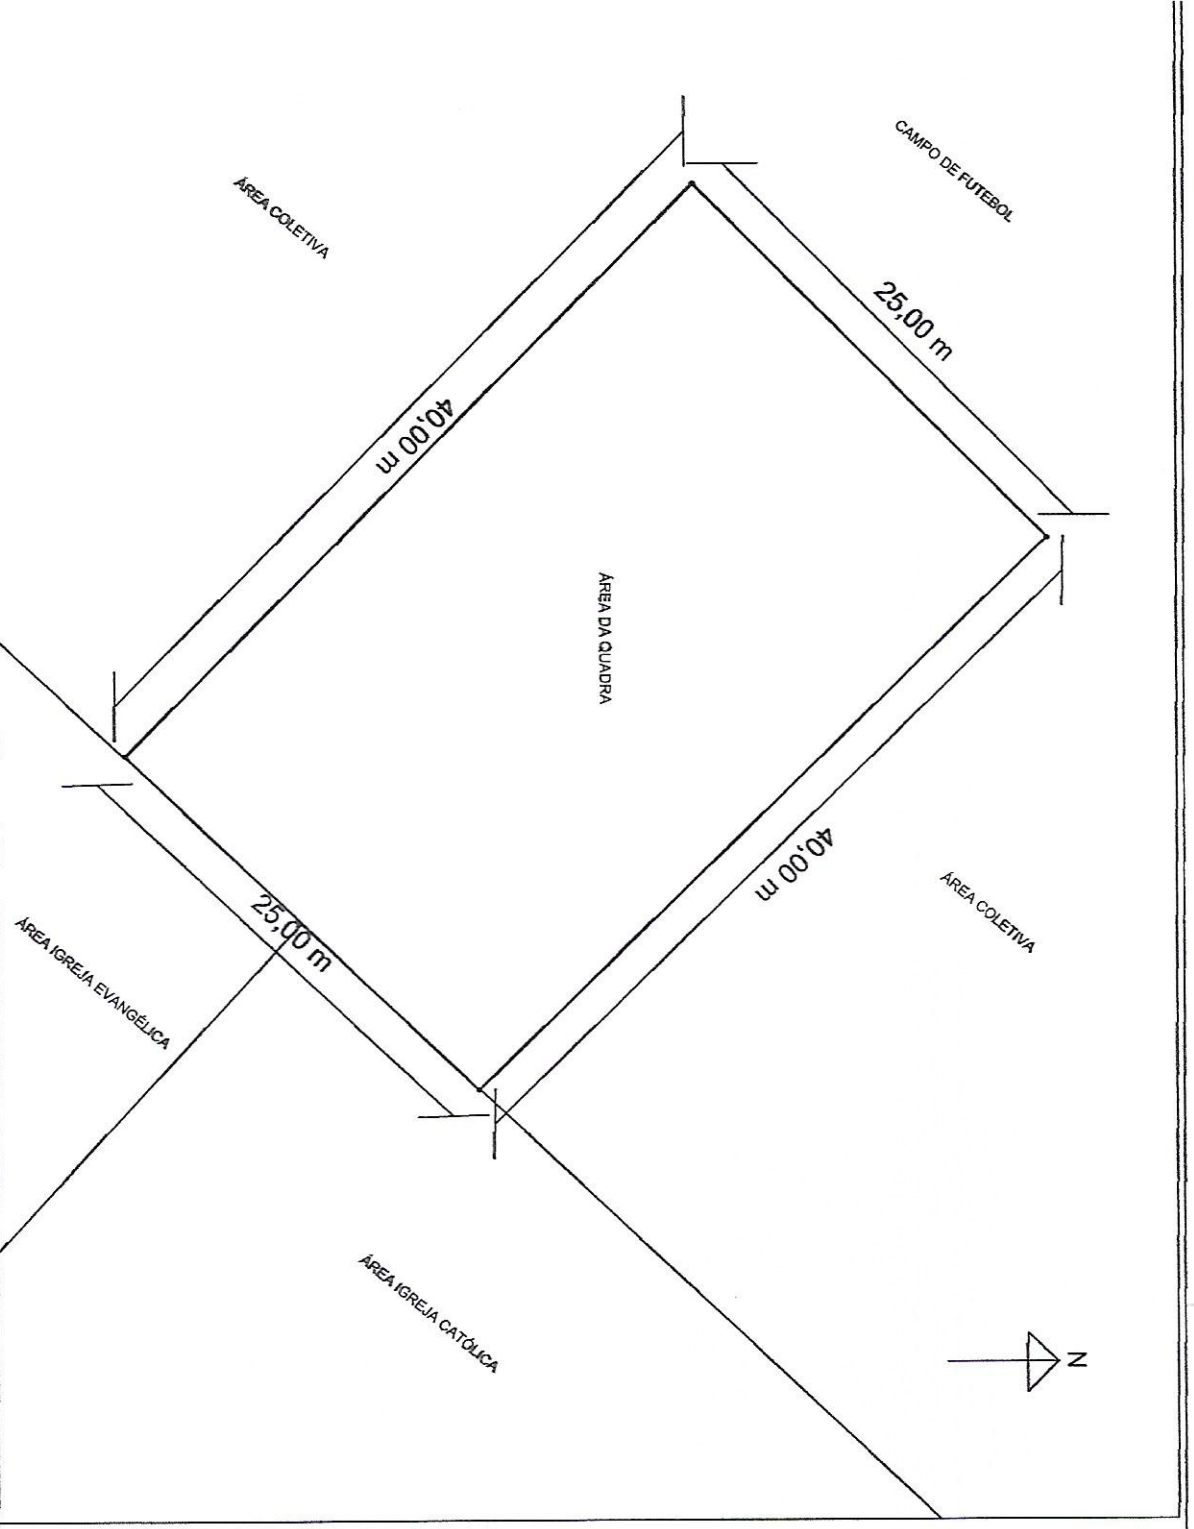 CAMPO DE FUTEBOL
ÁREA COLETIVA
25,00 m
40,00 m
ÁREA DA QUADRA
40,00 m
ÁREA COLETIVA
25,00 m
ÁREA IGREJA EVANGÉLICA
ÁREA IGREJA CATÓLICA
N